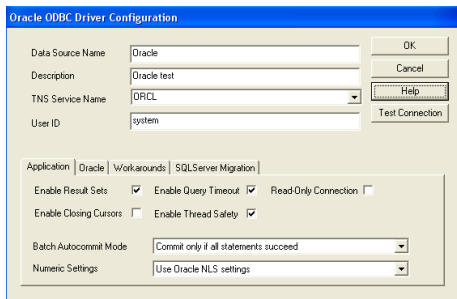 Oracle ODBC Driver Configuration
Data Source Name Oracle OK
Description Oracle test Cancel
TNS Service Name ORCL Help
User ID system Test Connection
Application Oracle Workarounds SQLServer Migration
Enable Result Sets Enable Query Timeout Read-Only Connection
Enable Closing Cursors Enable Thread Safety
Batch Autocommit Mode Commit only if all statements succeed
Numeric Settings Use Oracle NLS settings